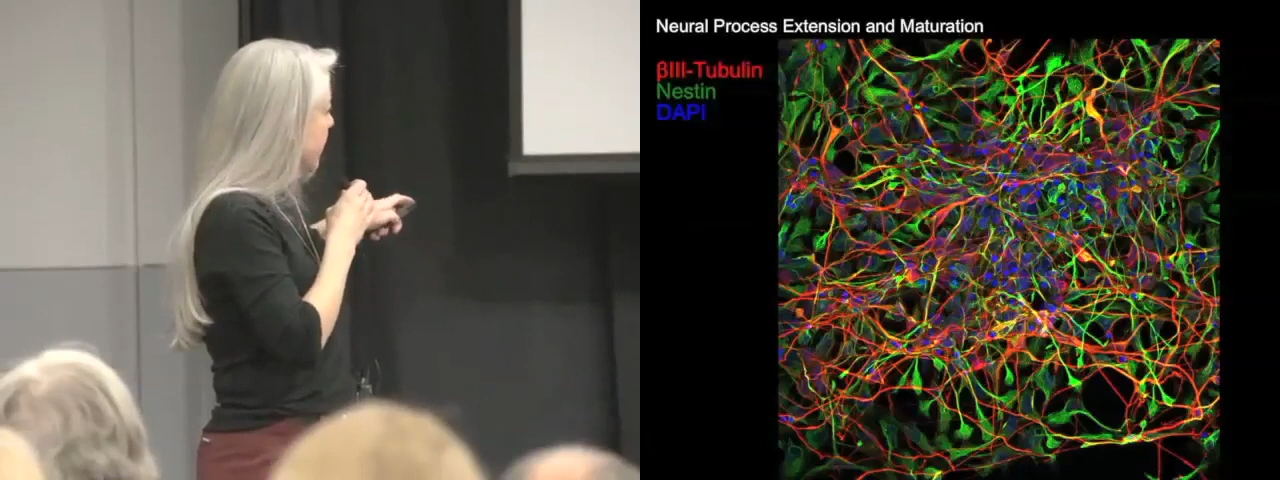 Neural Process Extension and Maturation
βIII-Tubulin
Nestin
DAPI